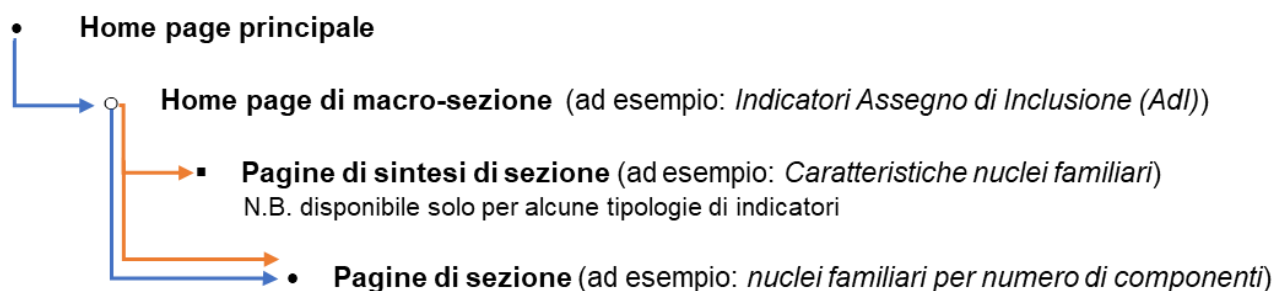 Home page principale
Home page di macro-sezione (ad esempio: Indicatori Assegno di Inclusione (AdI))
Pagine di sintesi di sezione (ad esempio: Caratteristiche nuclei familiari)
N.B. disponibile solo per alcune tipologie di indicatori
Pagine di sezione (ad esempio: nuclei familiari per numero di componenti)